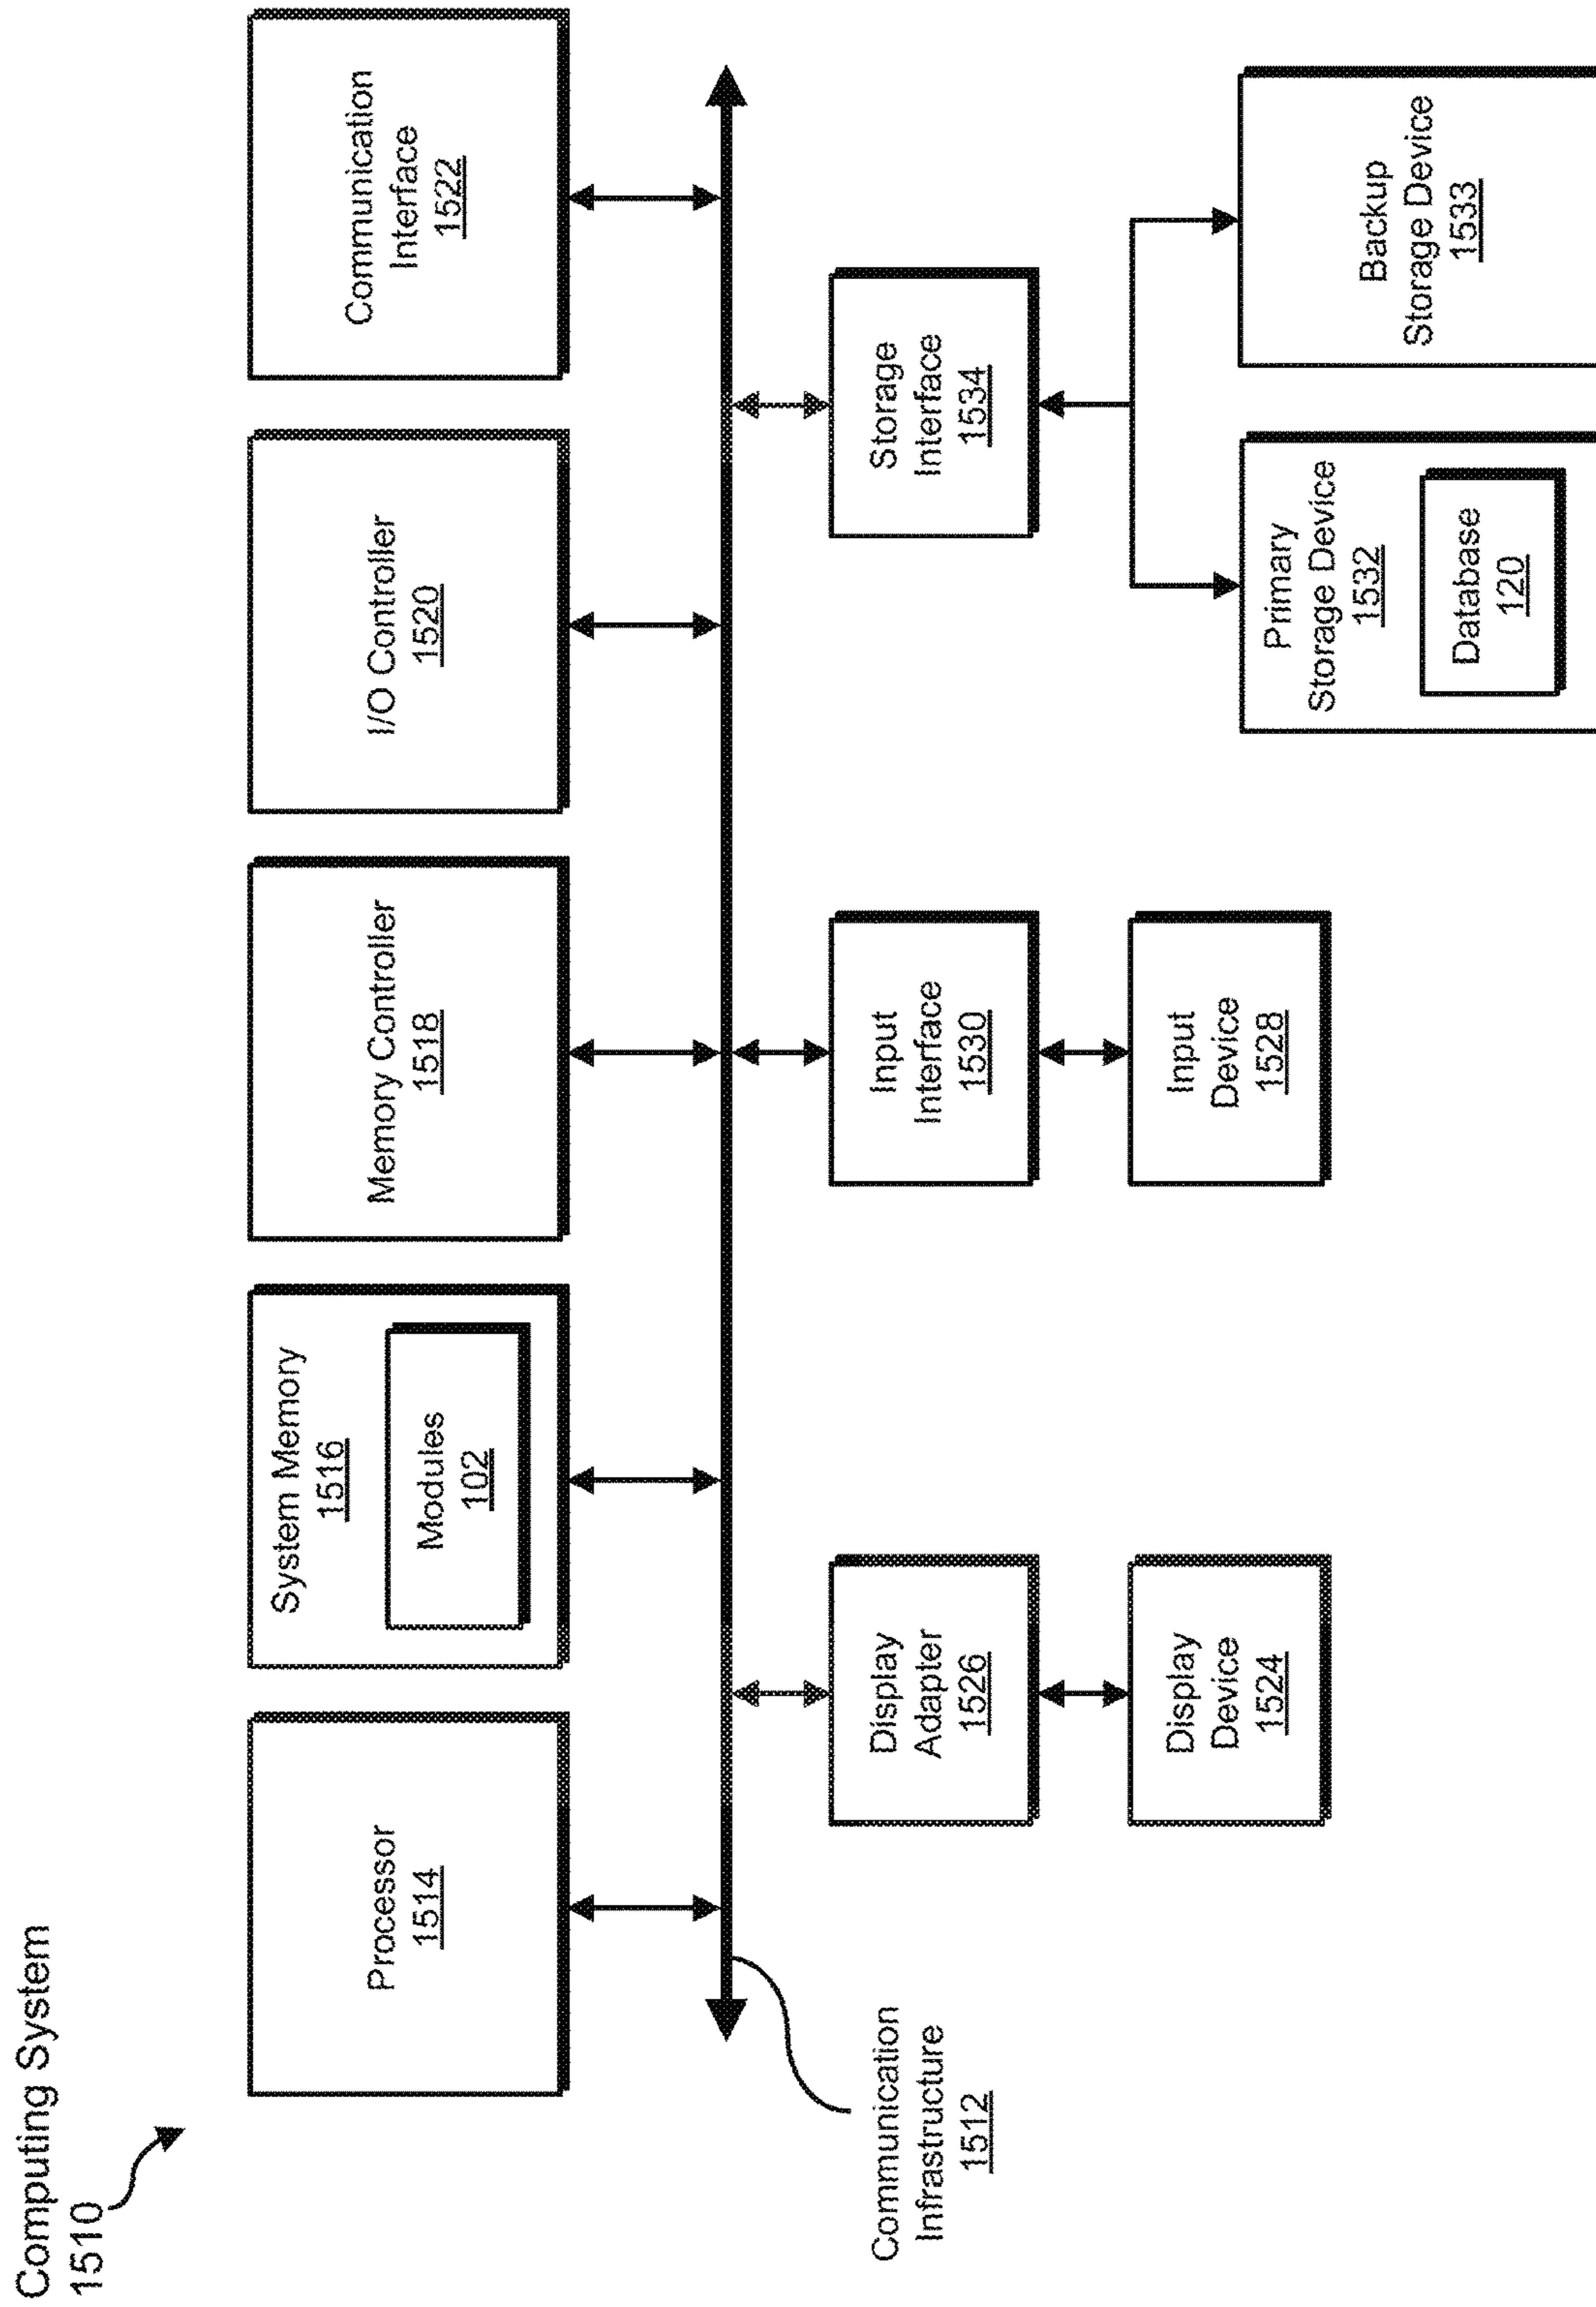 Computing System
1510
Processor
1514
System Memory
1516
Modules
102
Memory Controller
1518
I/O Controller
1520
Communication
Interface
1522
Communication
Infrastructure
1512
Display
Adapter
1526
Input
Interface
1530
Storage
Interface
1534
Display
Device
1524
Input
Device
1528
Primary
Storage Device
1532
Database
120
Backup
Storage Device
1533